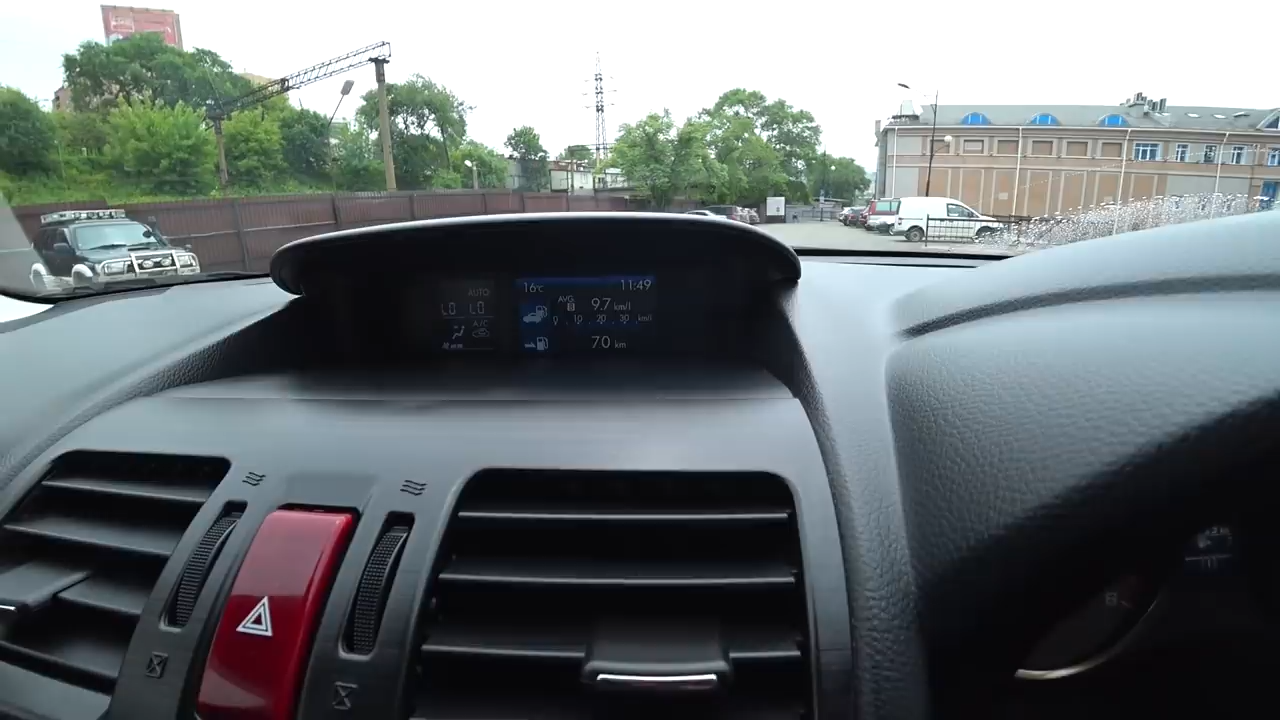 AUTO
LO LO
A/C
16°C 11:49
AVG. B 9.7 km/l
0 10 20 30 km/l
70 km